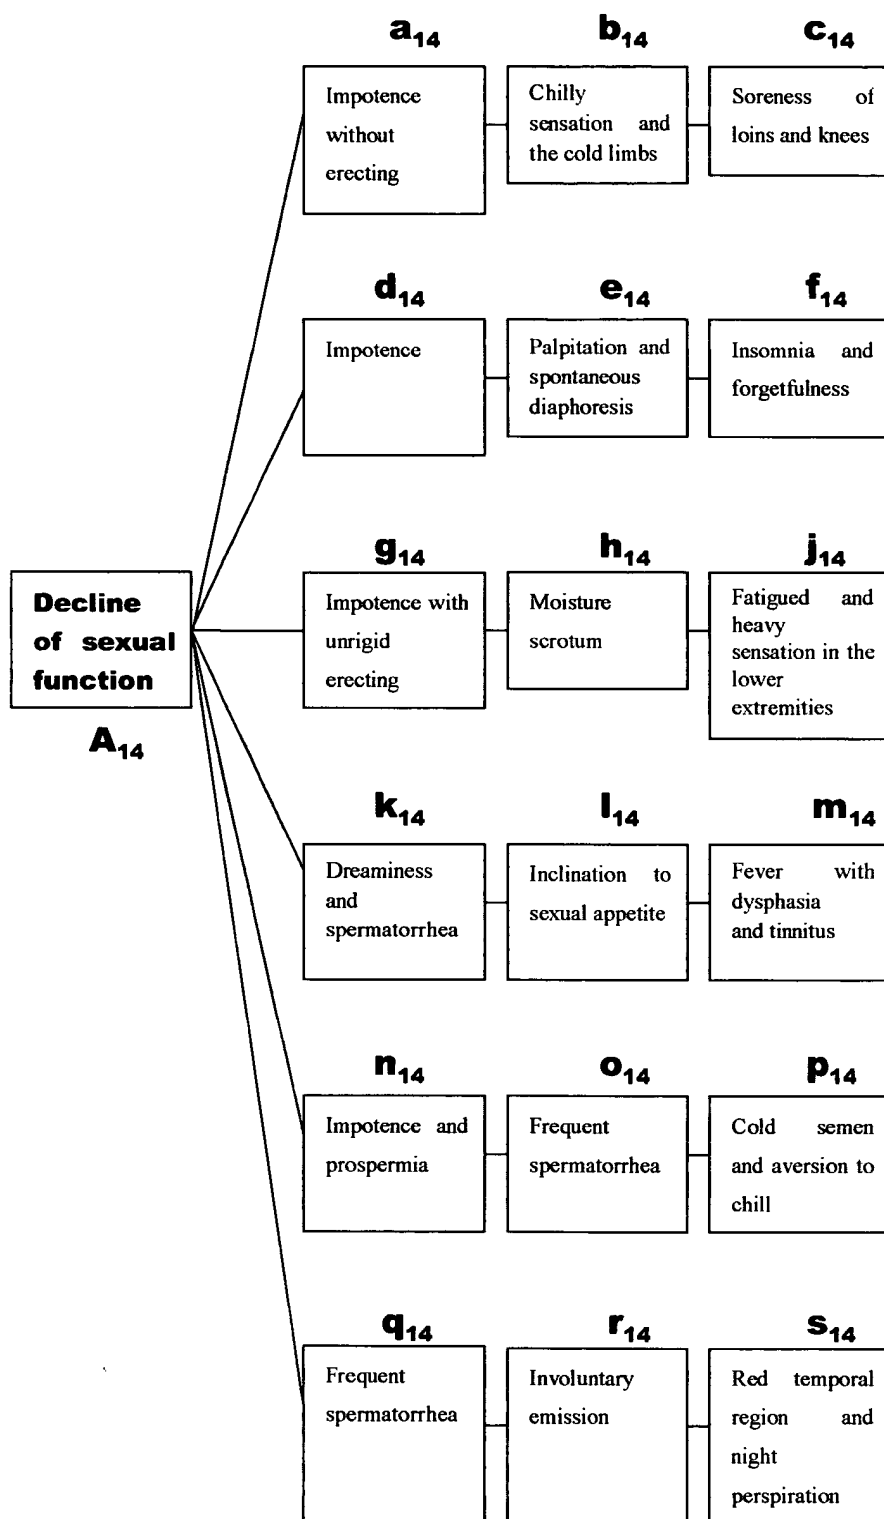 a14
b14
c14
Impotence
without
erecting
Chilly
sensation and
the cold limbs
Soreness of
loins and knees
d14
e14
f14
Impotence
Palpitation and
spontaneous
diaphoresis
Insomnia and
forgetfulness
Decline
of sexual
function
A14
g14
h14
j14
Impotence with
unrigid
erecting
Moisture
scrotum
Fatigued and
heavy
sensation in the
lower
extremities
k14
l14
m14
Dreaminess
and
spermatorrhea
Inclination to
sexual appetite
Fever with
dysphasia
and tinnitus
n14
o14
p14
Impotence and
prospermia
Frequent
spermatorrhea
Cold semen
and aversion to
chill
q14
r14
s14
Frequent
spermatorrhea
Involuntary
emission
Red temporal
region and
night
perspiration